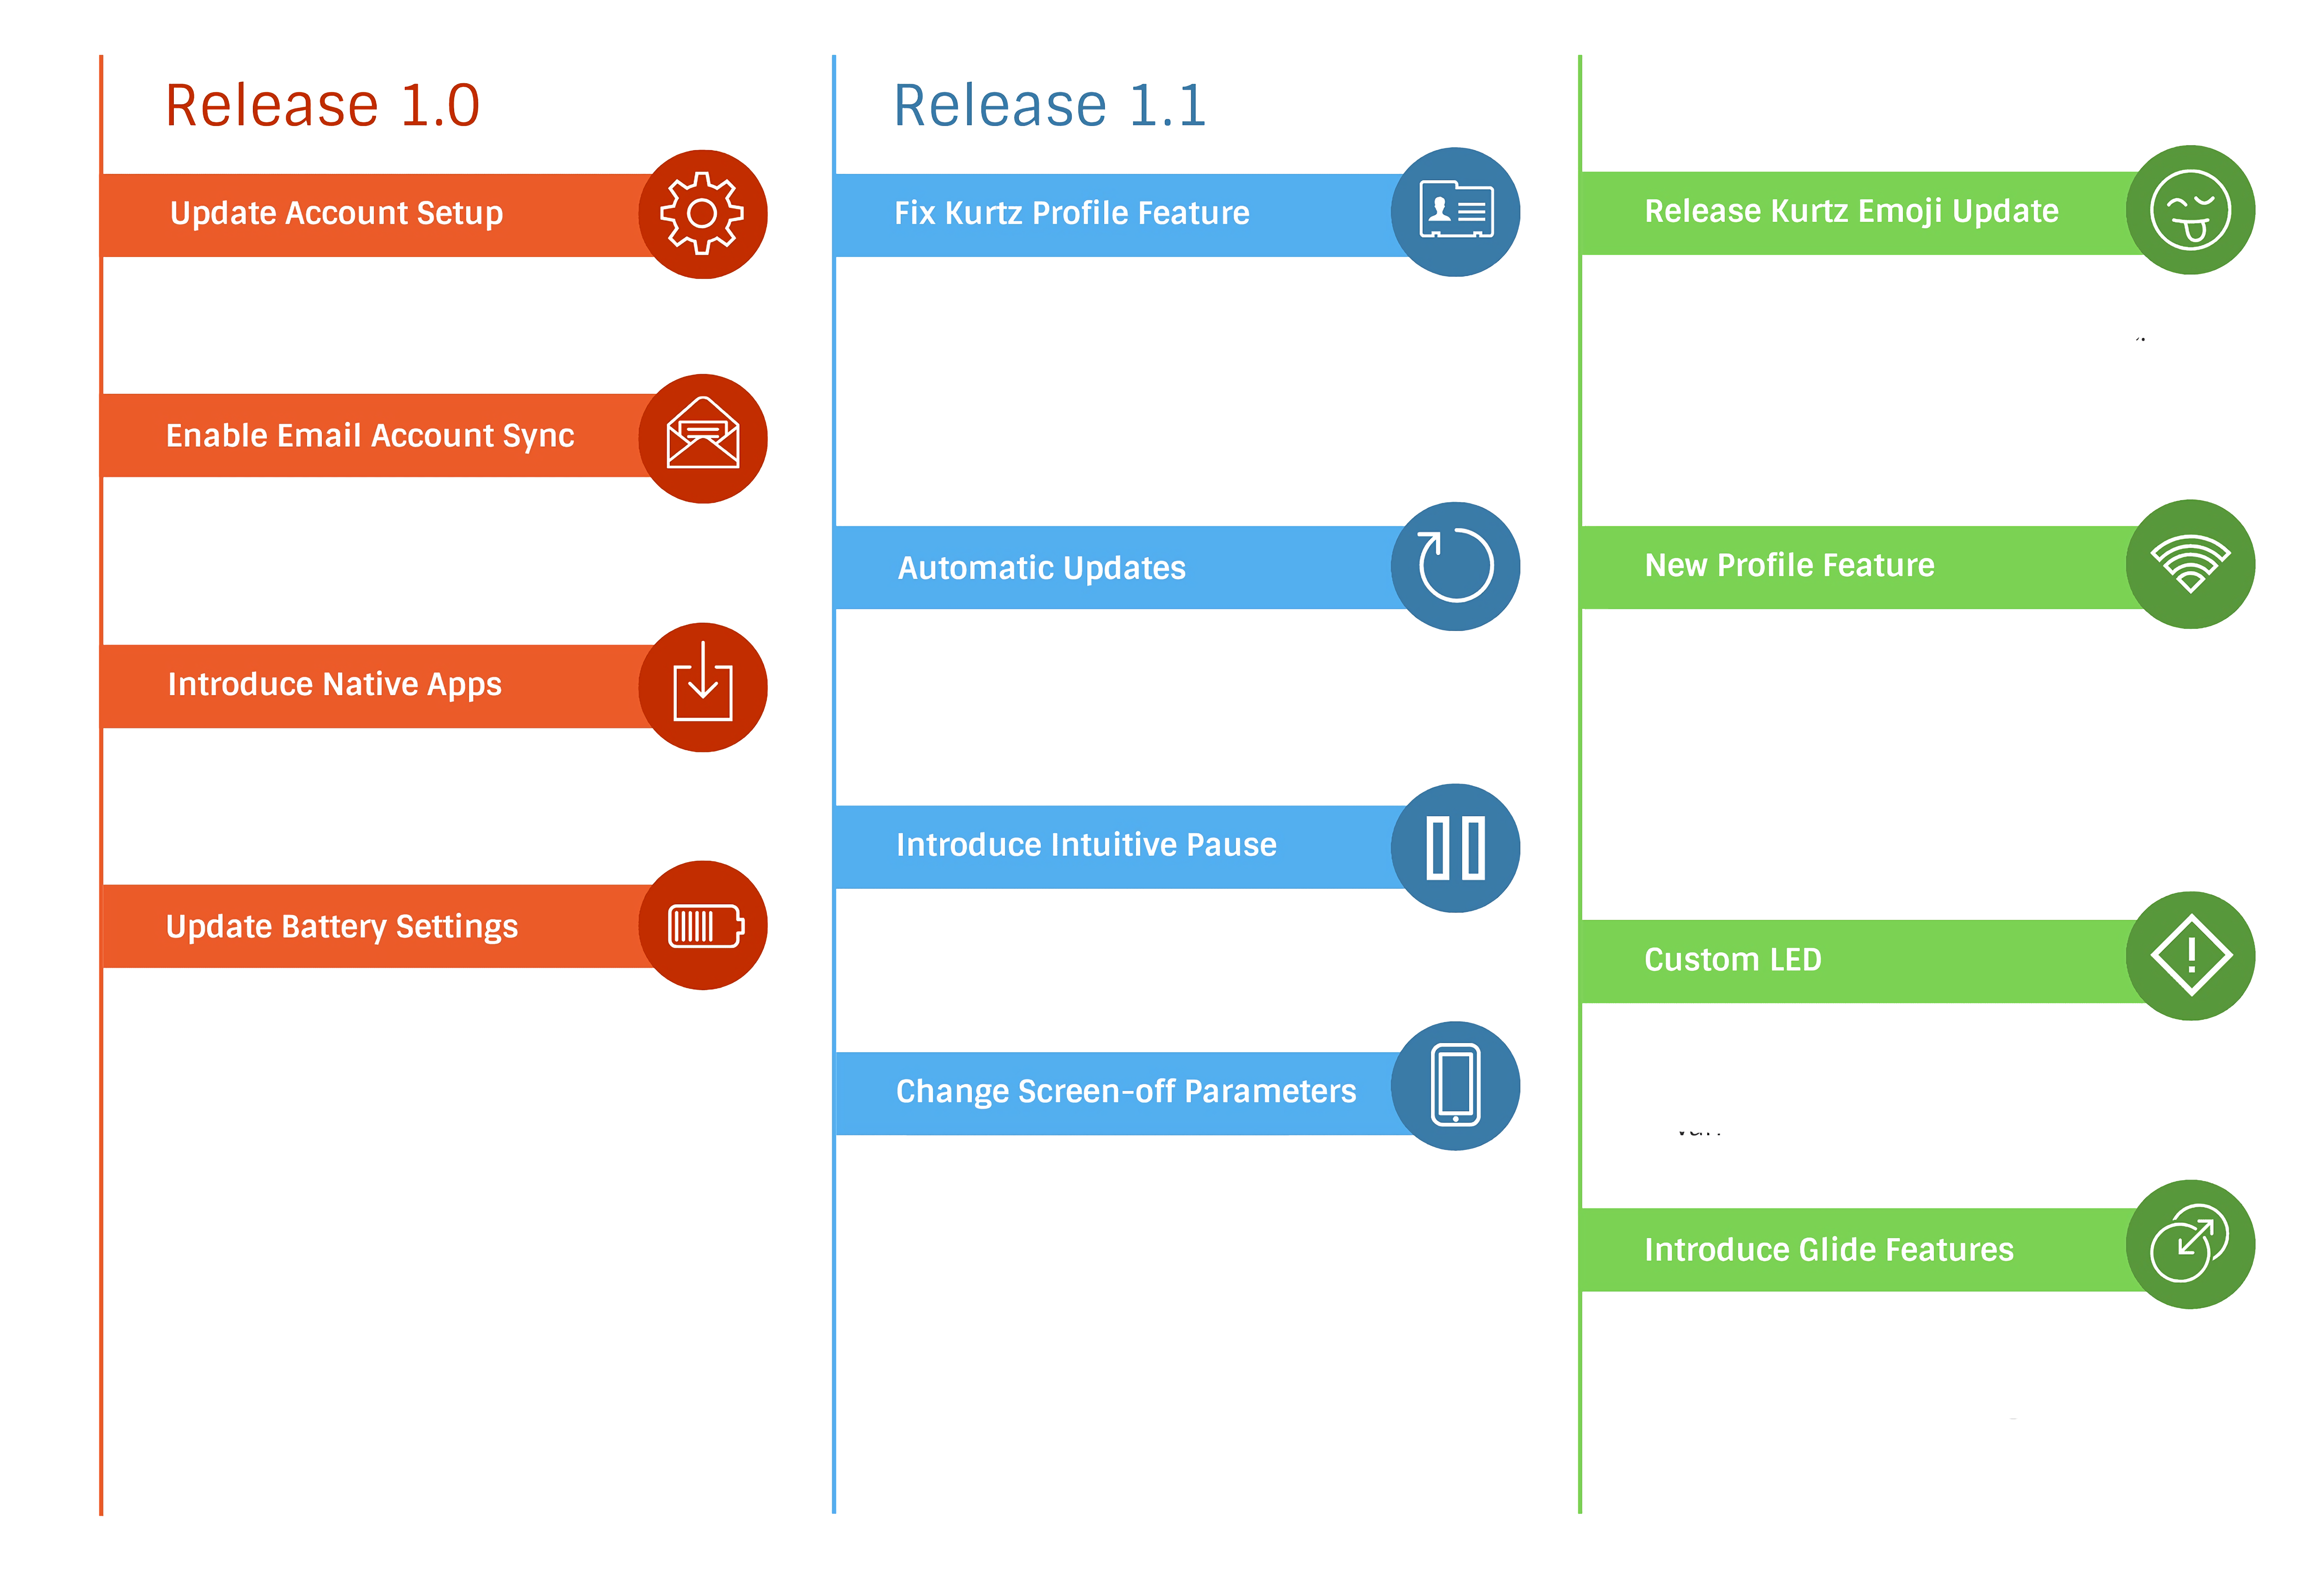 Release 1.0
Update Account Setup
Enable Email Account Sync
Introduce Native Apps
Update Battery Settings
Release 1.1
Fix Kurtz Profile Feature
Automatic Updates
Introduce Intuitive Pause
Change Screen-off Parameters
Release Kurtz Emoji Update
New Profile Feature
Custom LED
Introduce Glide Features